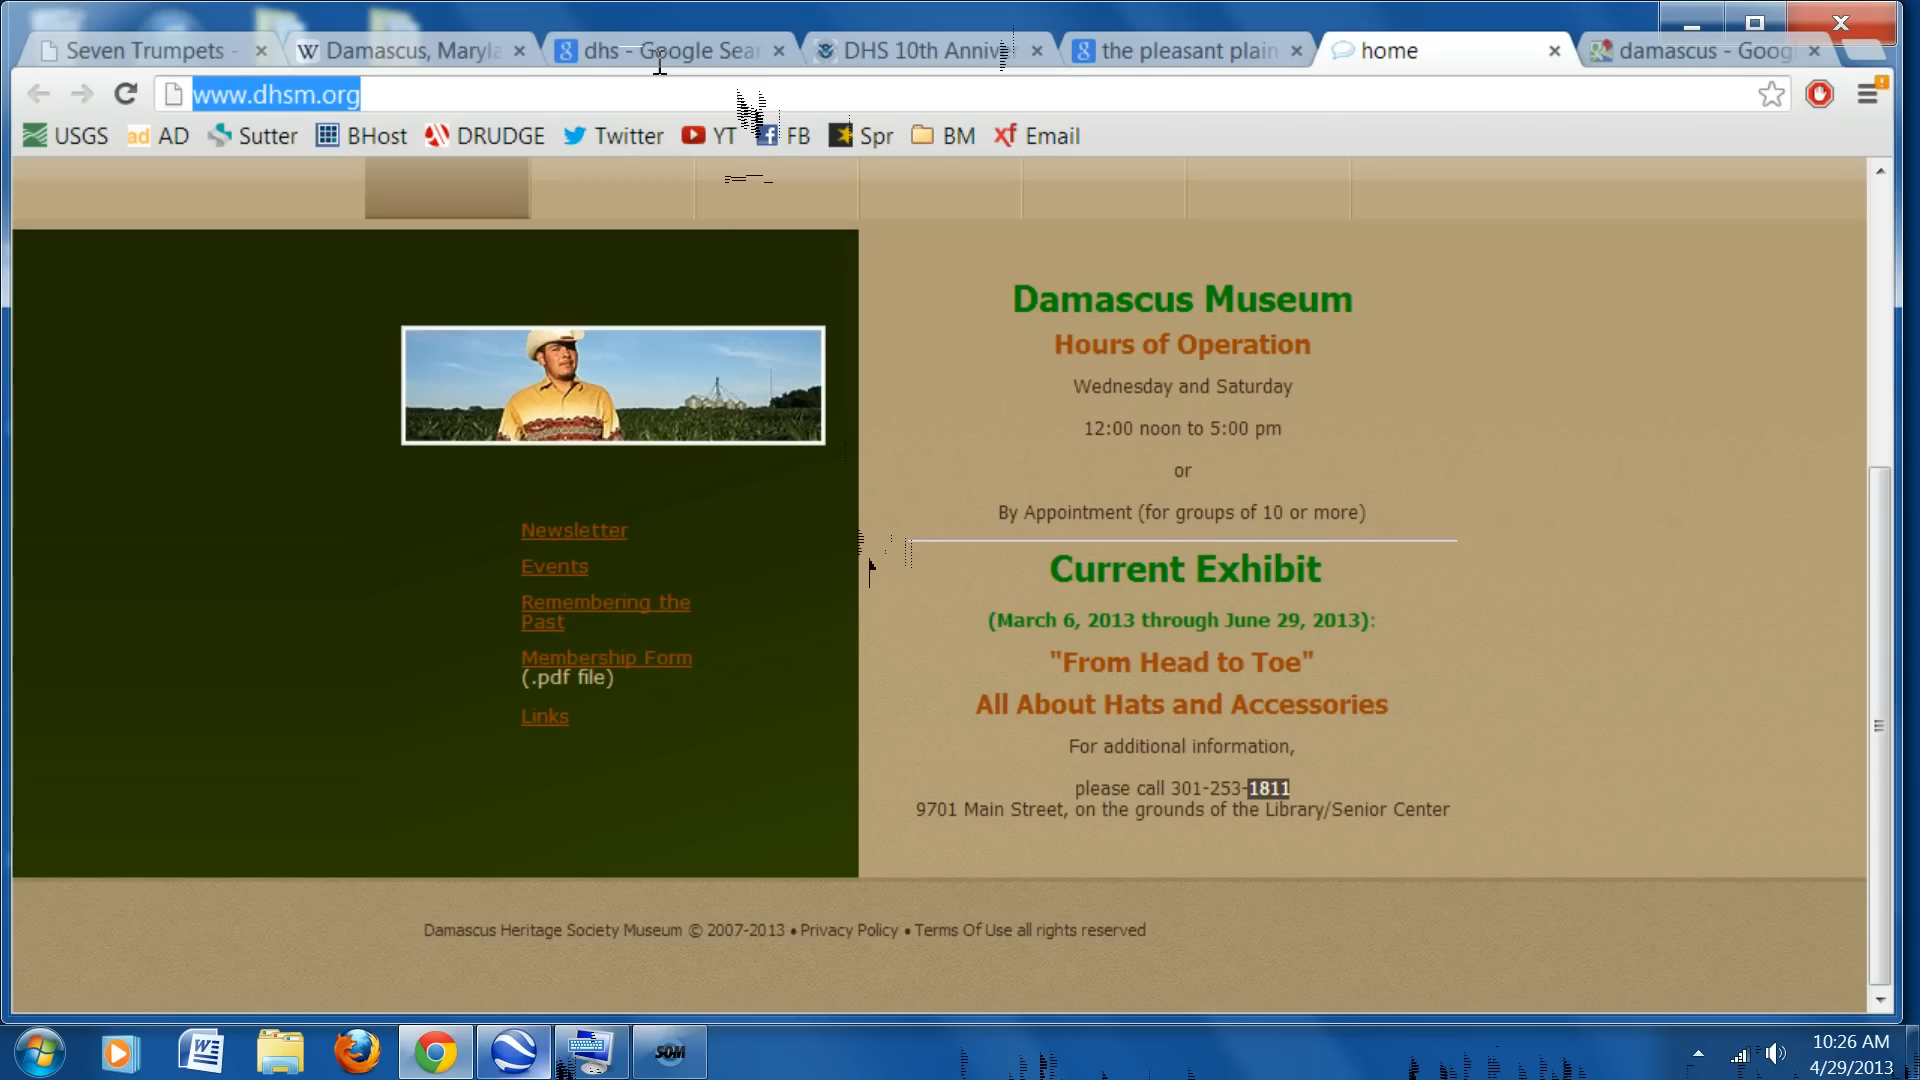 Seven Trumpets -
Damascus, Maryla
dhs - Google Sear
DHS 10th Annive
the pleasant plain
home
damascus - Goog
www.dhsm.org
USGS
AD
Sutter
BHost
DRUDGE
Twitter
YT
FB
Spr
BM
Email
Damascus Museum
Hours of Operation
Wednesday and Saturday
12:00 noon to 5:00 pm
or
By Appointment (for groups of 10 or more)
Newsletter
Events
Remembering the
Past
Membership Form
(.pdf file)
Links
Current Exhibit
(March 6, 2013 through June 29, 2013):
"From Head to Toe"
All About Hats and Accessories
For additional information,
please call 301-253-1811
9701 Main Street, on the grounds of the Library/Senior Center
Damascus Heritage Society Museum © 2007-2013 • Privacy Policy • Terms Of Use all rights reserved
SOM
10:26 AM
4/29/2013